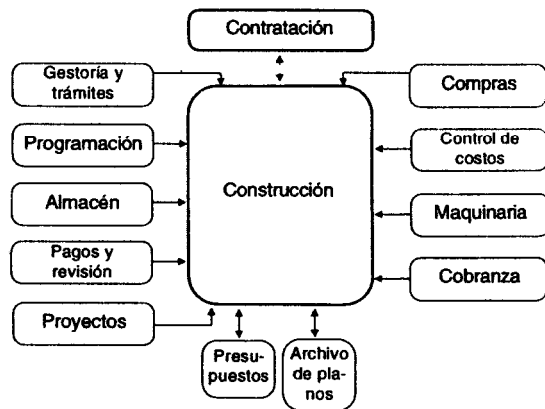 Contratación
Gestoría y
trámites
Compras
Programación
Control de
costos
Construcción
Almacén
Maquinaria
Pagos y
revisión
Cobranza
Proyectos
Presu-
puestos
Archivo
de pla-
nos